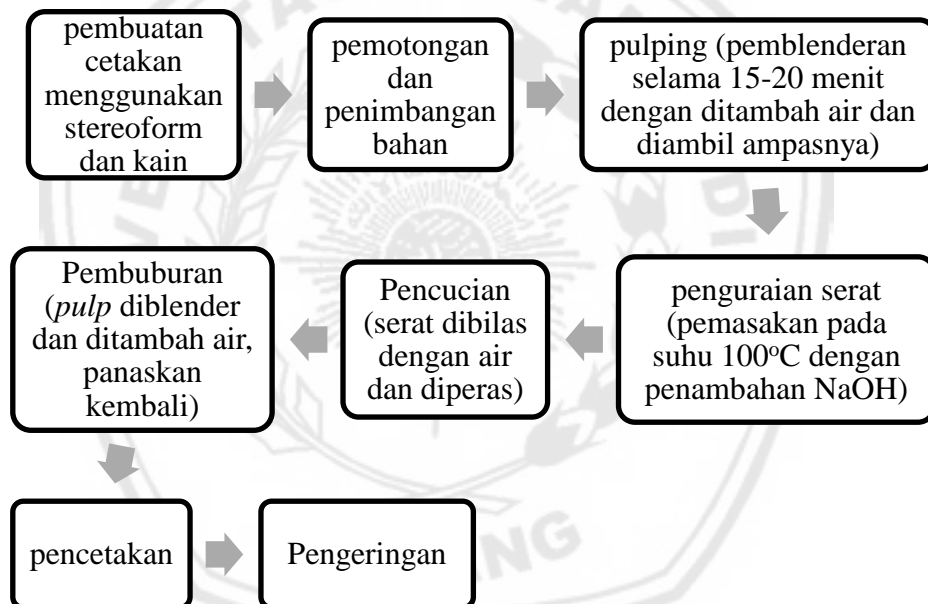 pembuatan
cetakan
menggunakan
stereoform
dan kain
pemotongan
dan
penimbangan
bahan
pulping (pemblenderan
selama 15-20 menit
dengan ditambah air dan
diambil ampasnya)
penguraian serat
(pemasakan pada
suhu 100°C dengan
penambahan NaOH)
Pencucian
(serat dibilas
dengan air
dan diperas)
Pembuburan
(pulp diblender
dan ditambah air,
panaskan
kembali)
pencetakan
Pengeringan